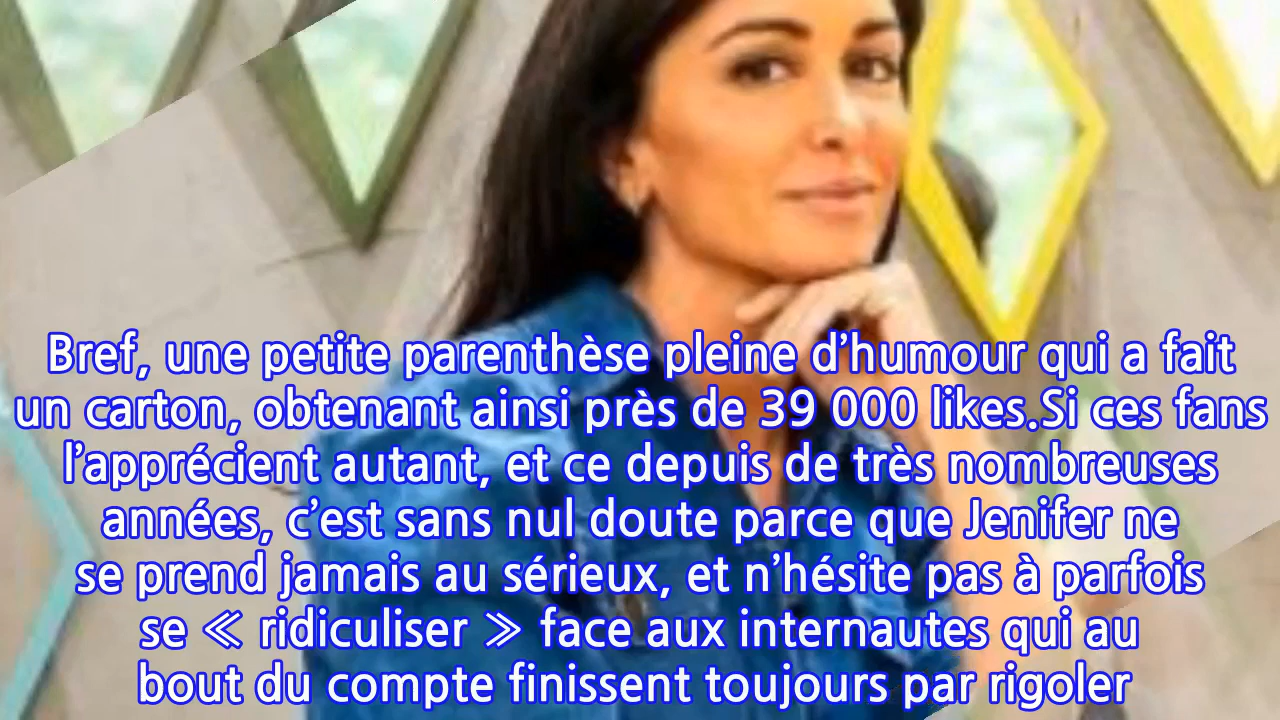 Bref, une petite parenthèse pleine d’humour qui a fait
un carton, obtenant ainsi près de 39 000 likes.Si ces fans
l’apprécient autant, et ce depuis de très nombreuses
années, c’est sans nul doute parce que Jenifer ne
se prend jamais au sérieux, et n’hésite pas à parfois
se ≪ ridiculiser ≫ face aux internautes qui au
bout du compte finissent toujours par rigoler